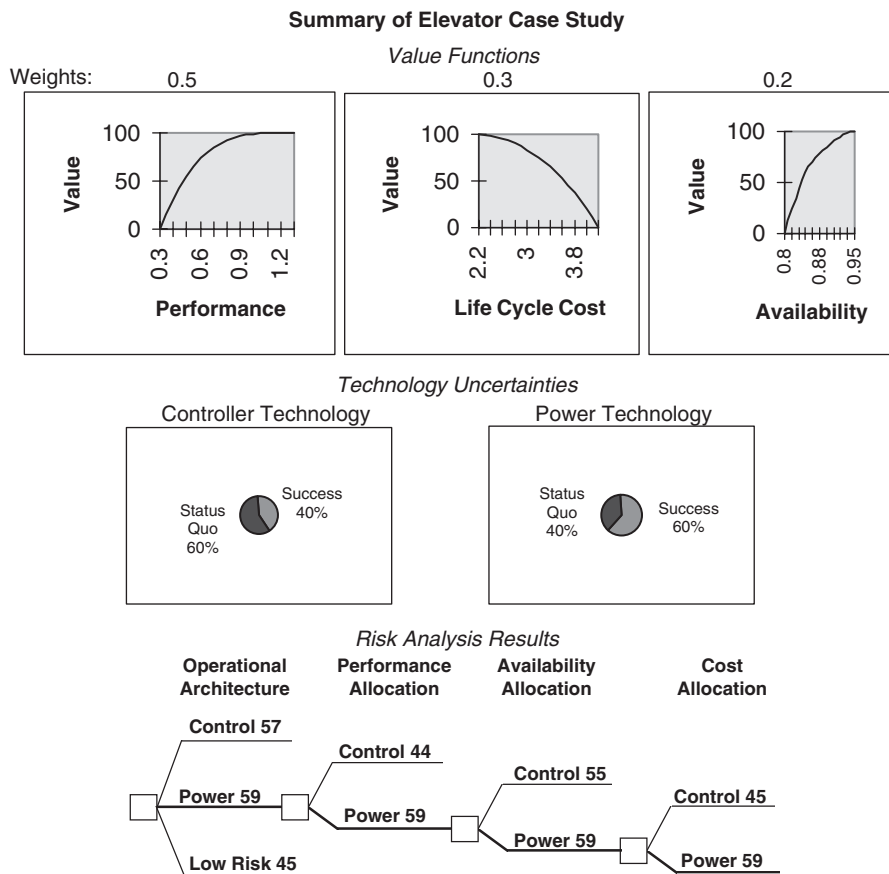 Summary of Elevator Case Study
Value Functions
Weights: 0.5 0.3 0.2
Value
100
50
0
0.3 0.6 0.9 1.2
Performance
Value
100
50
0
2.2 3 3.8
Life Cycle Cost
Value
100
50
0
0.8 0.88 0.95
Availability
Technology Uncertainties
Controller Technology
Status
Quo
60%
Success
40%
Power Technology
Status
Quo
40%
Success
60%
Risk Analysis Results
Operational
Architecture
Performance
Allocation
Availability
Allocation
Cost
Allocation
Control 57
Power 59
Low Risk 45
Control 44
Power 59
Control 55
Power 59
Control 45
Power 59